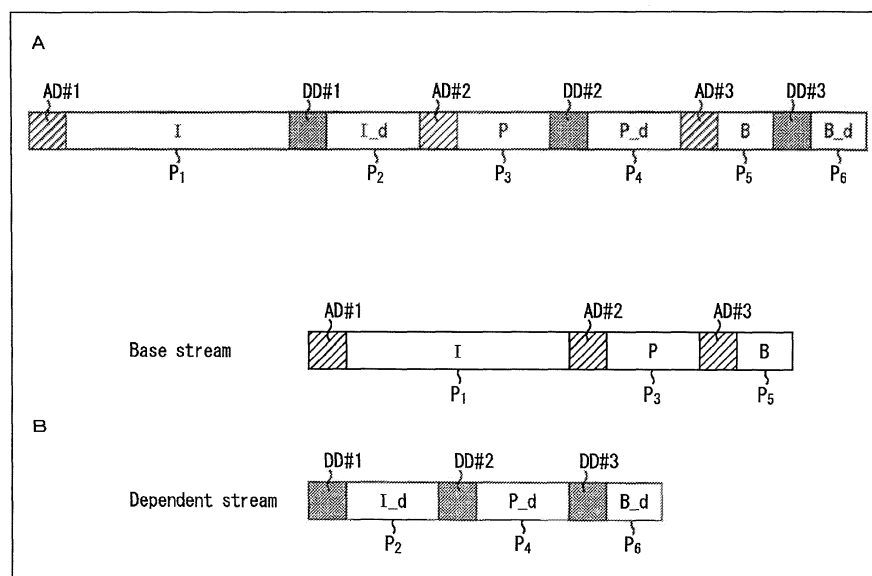 A
AD#1 DD#1 AD#2 DD#2 AD#3 DD#3
I I_d P P_d B B_d
P₁ P₂ P₃ P₄ P₅ P₆
AD#1 AD#2 AD#3
Base stream I P B
P₁ P₃ P₅
B
DD#1 DD#2 DD#3
Dependent stream I_d P_d B_d
P₂ P₄ P₆